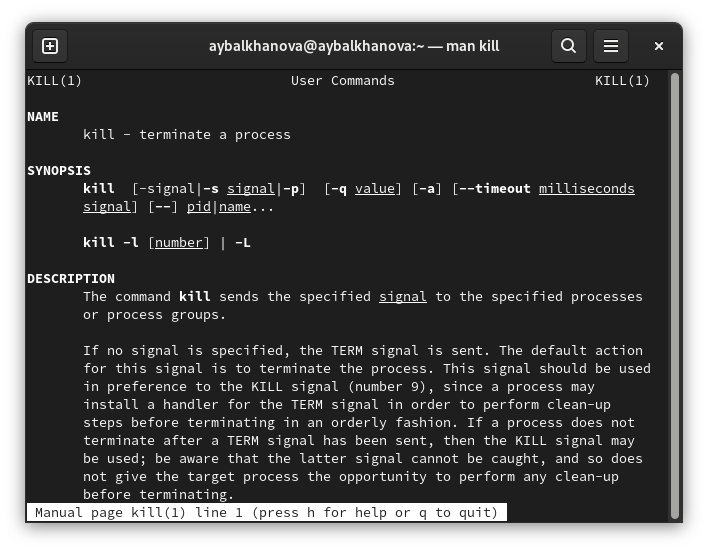 aybalkhanova@aybalkhanova:~ — man kill
KILL(1) User Commands KILL(1)
NAME
kill - terminate a process
SYNOPSIS
kill [-signal|-s signal|-p] [-q value] [-a] [--timeout milliseconds
signal] [--] pid|name...
kill -l [number] | -L
DESCRIPTION
The command kill sends the specified signal to the specified processes
or process groups.
If no signal is specified, the TERM signal is sent. The default action
for this signal is to terminate the process. This signal should be used
in preference to the KILL signal (number 9), since a process may
install a handler for the TERM signal in order to perform clean-up
steps before terminating in an orderly fashion. If a process does not
terminate after a TERM signal has been sent, then the KILL signal may
be used; be aware that the latter signal cannot be caught, and so does
not give the target process the opportunity to perform any clean-up
before terminating.
Manual page kill(1) line 1 (press h for help or q to quit)